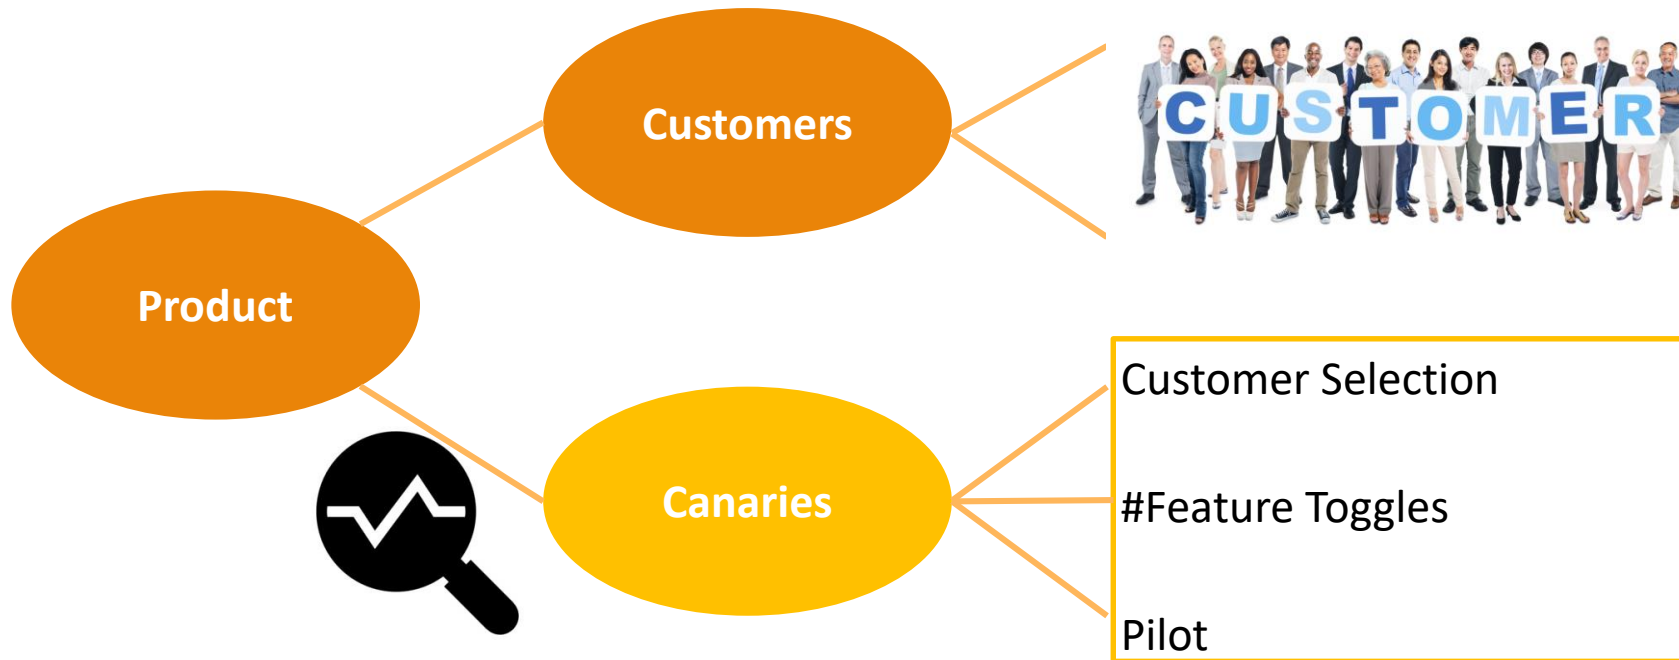 Customers
CUSTOMER
Product
Customer Selection
Canaries
#Feature Toggles
Pilot